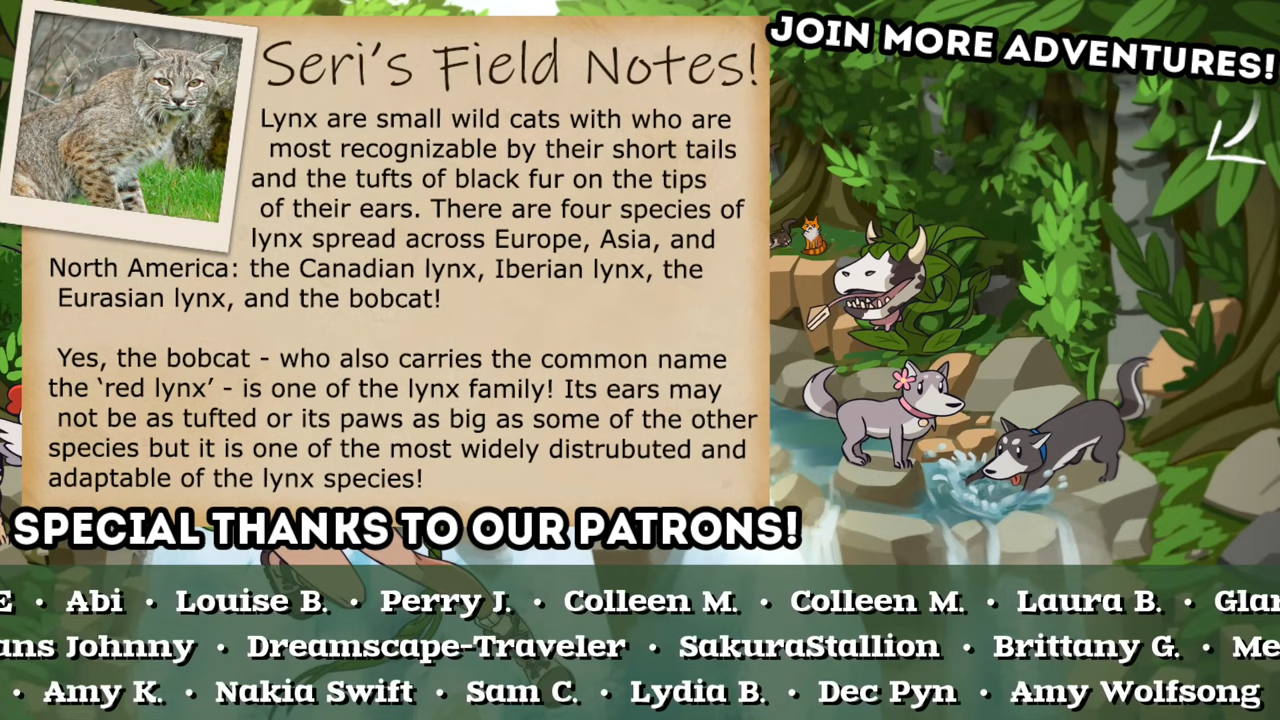 Seri's Field Notes!
Lynx are small wild cats with who are
most recognizable by their short tails
and the tufts of black fur on the tips
of their ears. There are four species of
lynx spread across Europe, Asia, and
North America: the Canadian lynx, Iberian lynx, the
Eurasian lynx, and the bobcat!
Yes, the bobcat - who also carries the common name
the ‘red lynx’ - is one of the lynx family! Its ears may
not be as tufted or its paws as big as some of the other
species but it is one of the most widely distrubuted and
adaptable of the lynx species!
JOIN MORE ADVENTURES!
SPECIAL THANKS TO OUR PATRONS!
E • Abi • Louise B. • Perry J. • Colleen M. • Colleen M. • Laura B. • Glar
ans Johnny • Dreamscape-Traveler • SakuraStallion • Brittany G. • Me
• Amy K. • Nakia Swift • Sam C. • Lydia B. • Dec Pyn • Amy Wolfsong